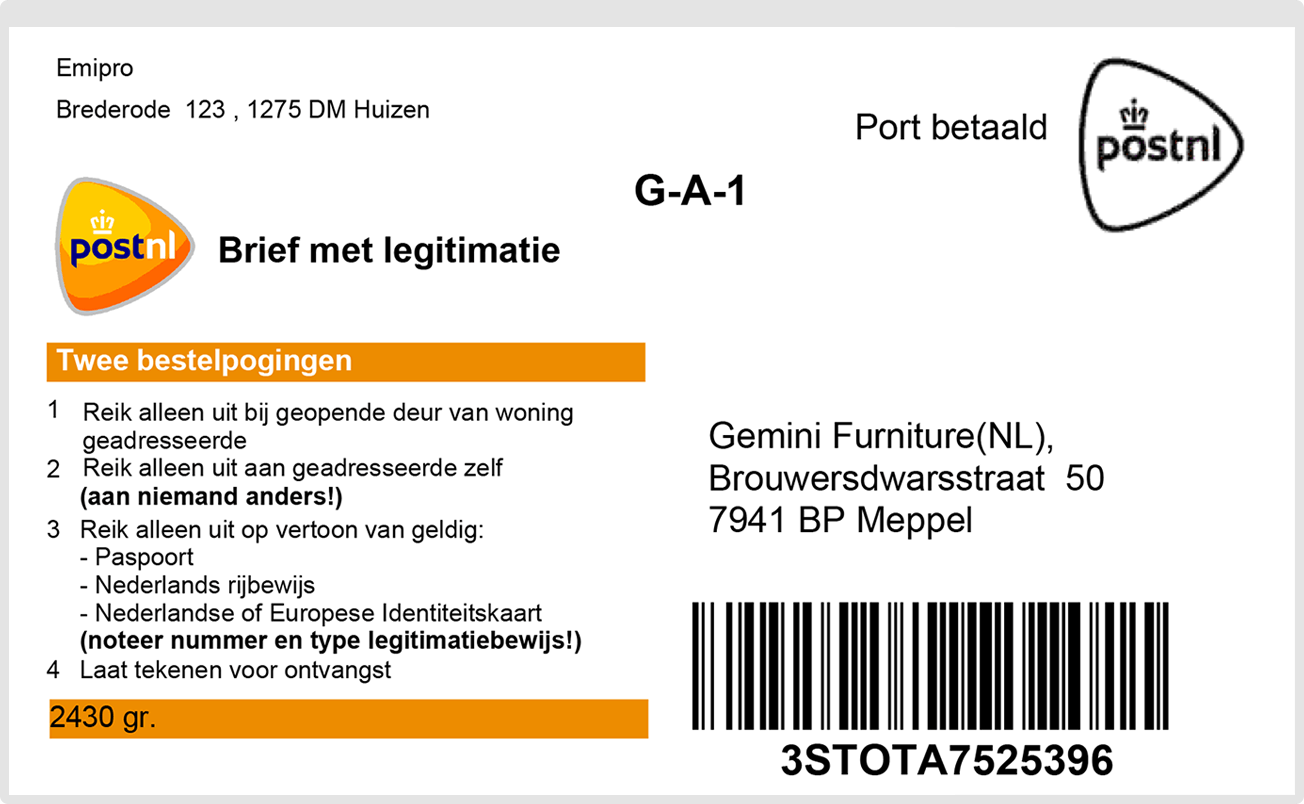 Emipro
Brederode 123 , 1275 DM Huizen
Port betaald
postnl
G-A-1
postnl
Brief met legitimatie
Twee bestelpogingen
1 Reik alleen uit bij geopende deur van woning
geadresseerde
2 Reik alleen uit aan geadresseerde zelf
(aan niemand anders!)
3 Reik alleen uit op vertoon van geldig:
- Paspoort
- Nederlands rijbewijs
- Nederlandse of Europese Identiteitskaart
(noteer nummer en type legitimatiebewijs!)
4 Laat tekenen voor ontvangst
2430 gr.
Gemini Furniture(NL),
Brouwersdwarsstraat 50
7941 BP Meppel
3STOTA7525396